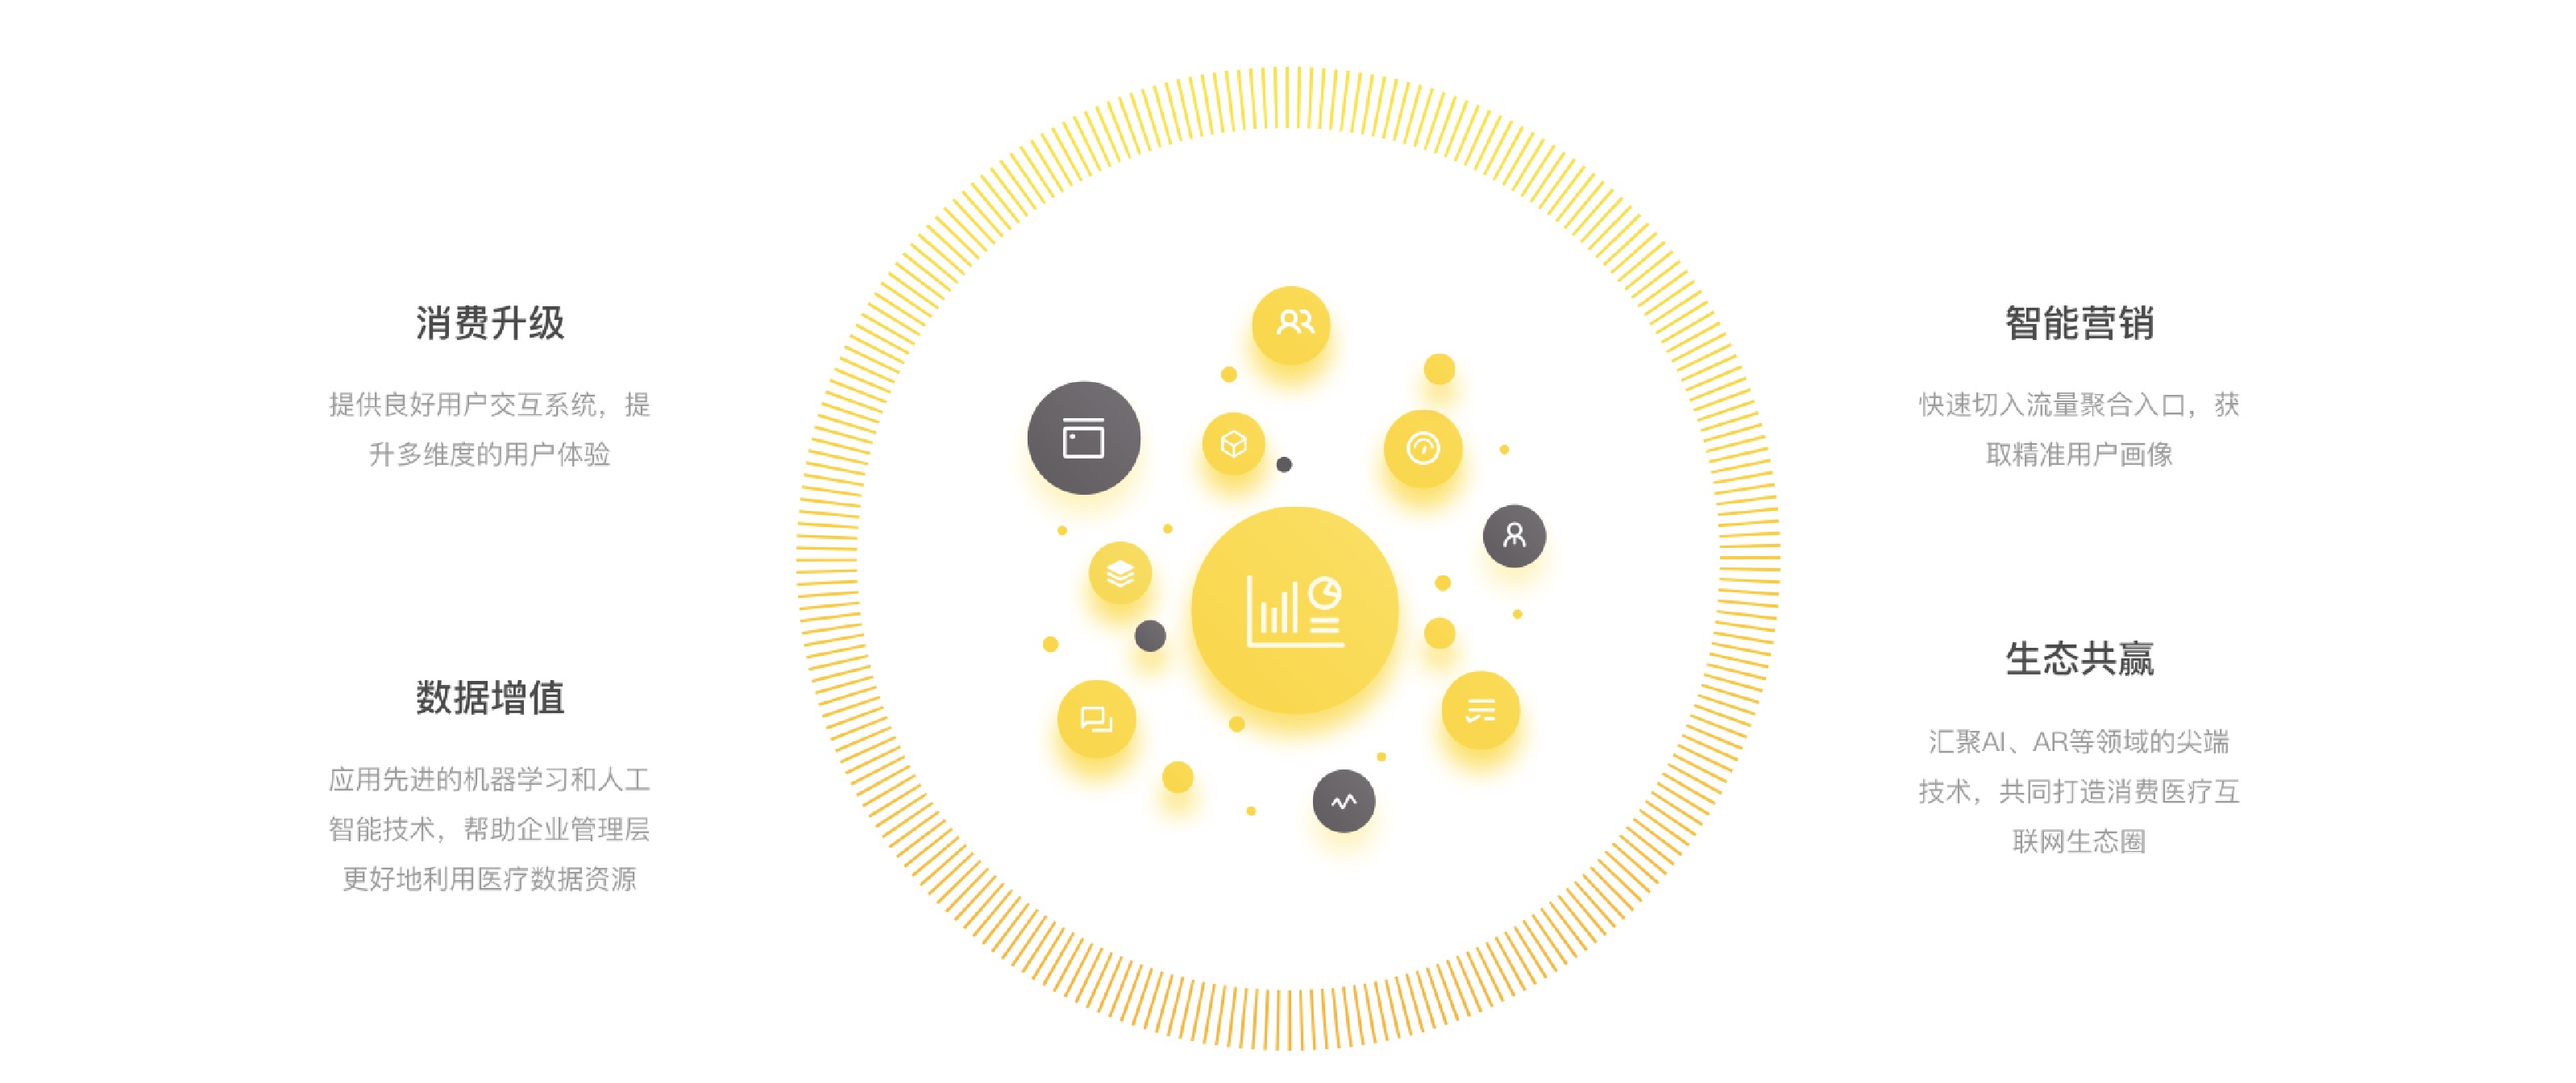 消费升级
提供良好用户交互系统，提
升多维度的用户体验
数据增值
应用先进的机器学习和人工
智能技术，帮助企业管理层
更好地利用医疗数据资源
智能营销
快速切入流量聚合入口，获
取精准用户画像
生态共赢
汇聚AI、AR等领域的尖端
技术，共同打造消费医疗互
联网生态圈